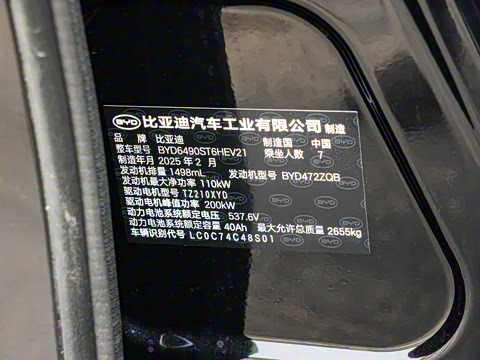 BYD 比亚迪汽车工业有限公司 制造
品 牌 比亚迪 制造国 中国
整车型号 BYD6490ST6HEV21 乘坐人数 7
制造年月 2025 年 2 月
发动机排量 1498mL 发动机型号 BYD472ZQB
发动机最大净功率 110kW
驱动电机型号 TZ210XYD
驱动电机峰值功率 200kW
动力电池系统额定电压 537.6V
动力电池系统额定容量 40Ah 最大允许总质量 2655kg
车辆识别代号 LC0C74C48S01